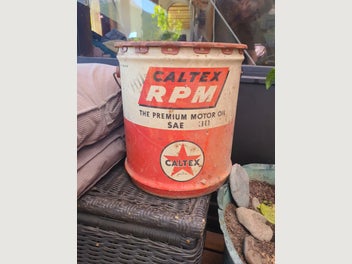 CALTEX
RPM
THE PREMIUM MOTOR OIL
SAE
CALTEX